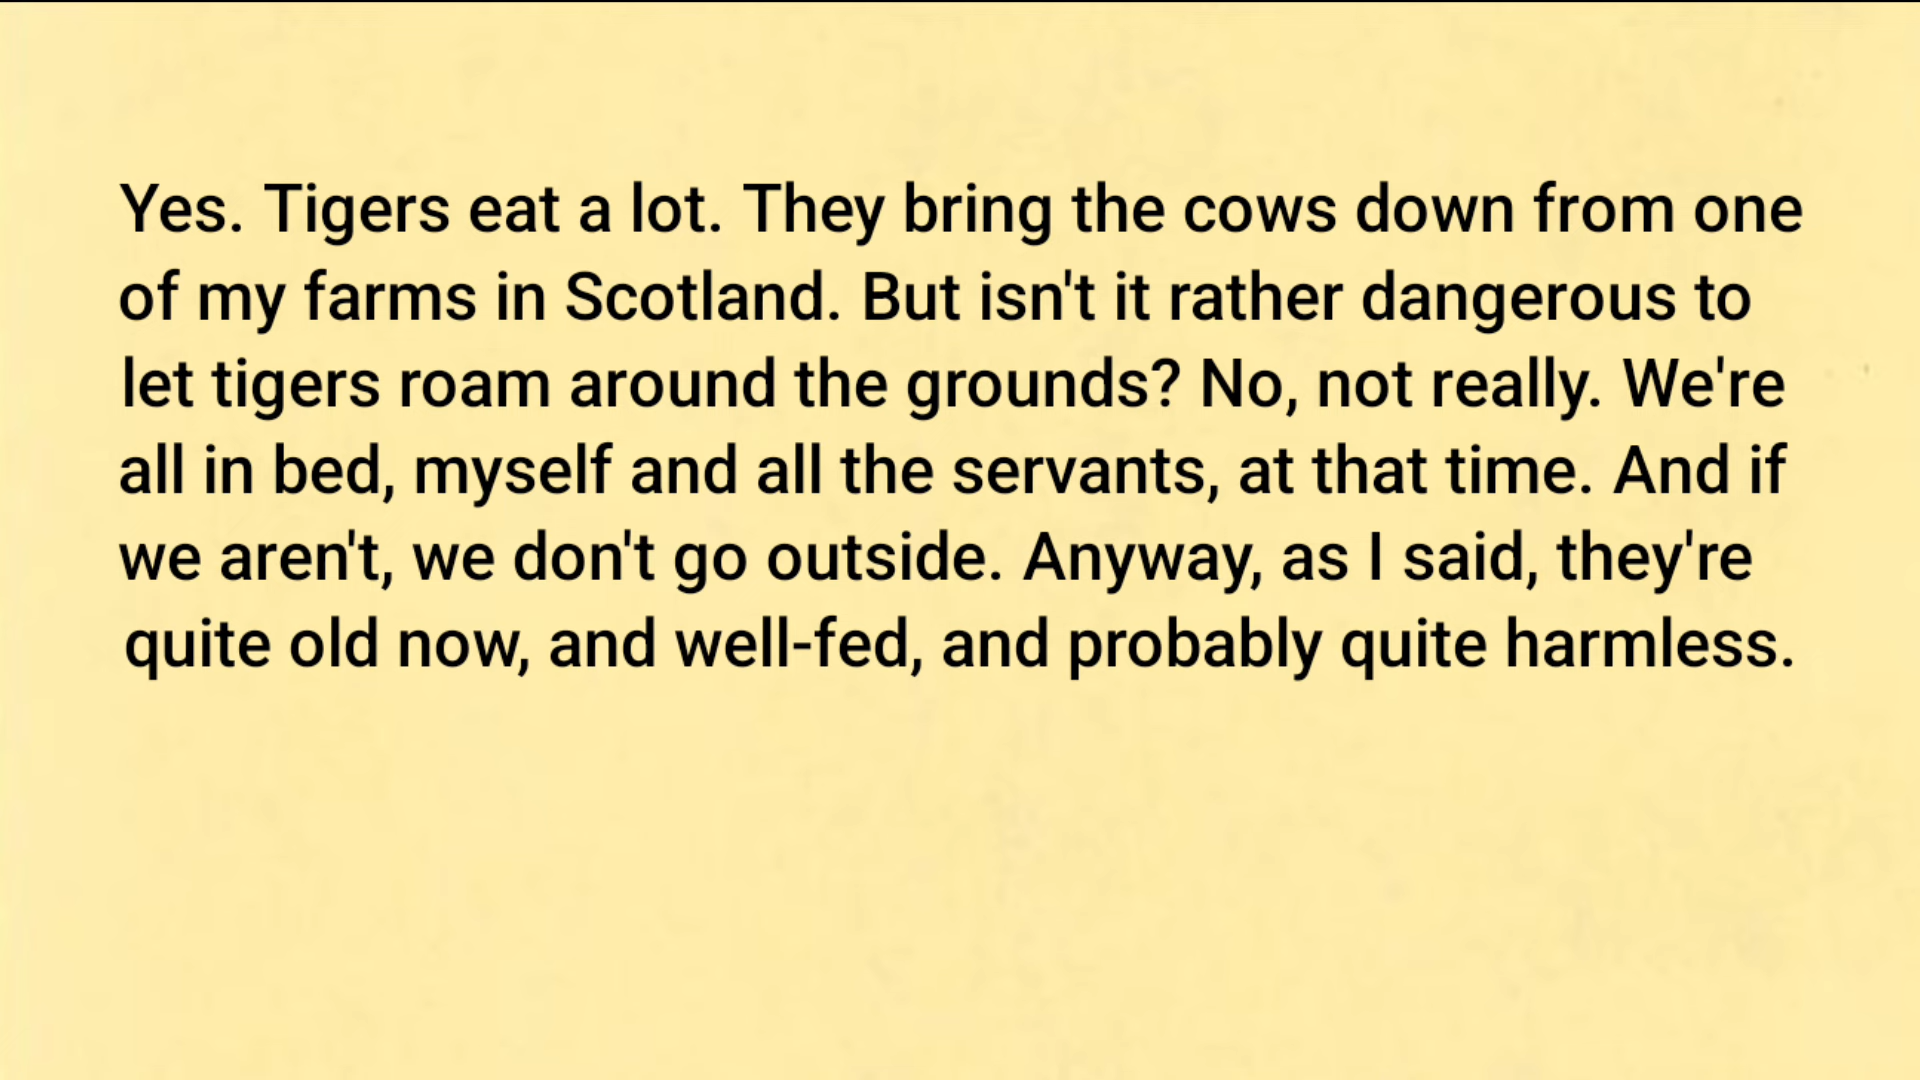 Yes. Tigers eat a lot. They bring the cows down from one
of my farms in Scotland. But isn't it rather dangerous to
let tigers roam around the grounds? No, not really. We're
all in bed, myself and all the servants, at that time. And if
we aren't, we don't go outside. Anyway, as I said, they're
quite old now, and well-fed, and probably quite harmless.